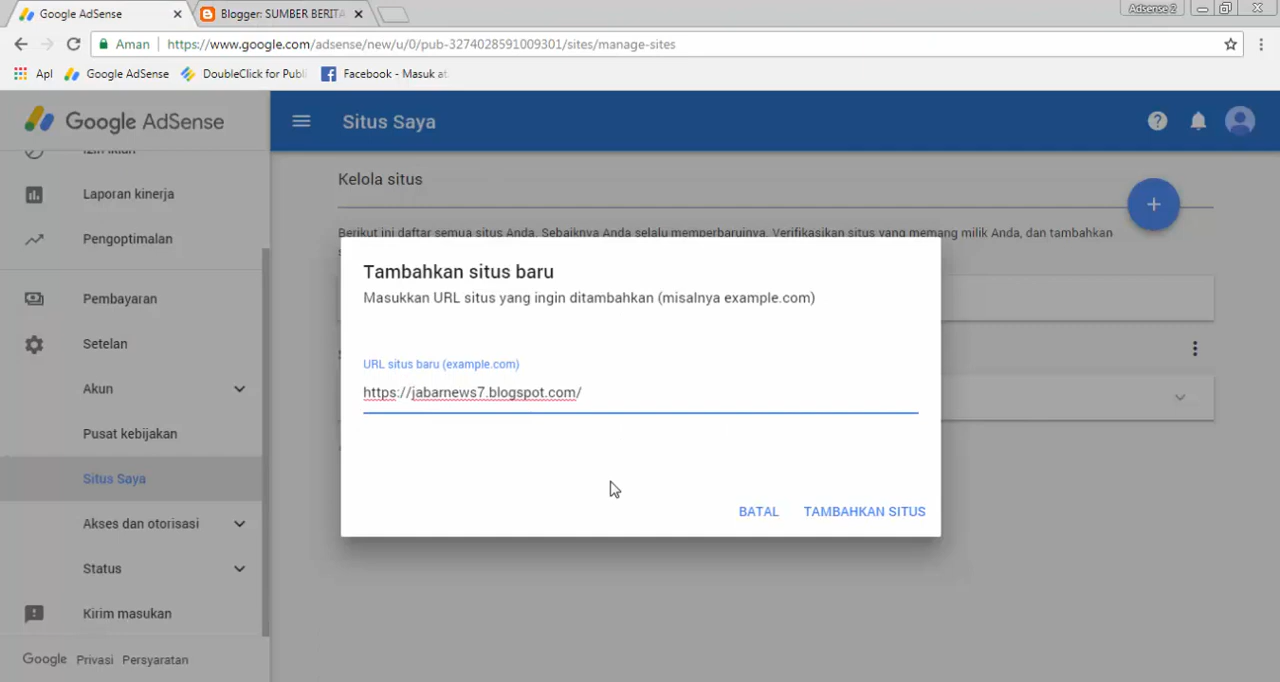 Google AdSense
Blogger: SUMBER BERITA
Adsense 2
Aman
https://www.google.com/adsense/new/u/0/pub-3274028591009301/sites/manage-sites
Apl
Google AdSense
DoubleClick for Publi
Facebook - Masuk at
Google AdSense
Situs Saya
Izin iklan
Laporan kinerja
Pengoptimalan
Pembayaran
Setelan
Akun
Pusat kebijakan
Situs Saya
Akses dan otorisasi
Status
Kirim masukan
Google Privasi Persyaratan
Kelola situs
Berikut ini daftar semua situs Anda. Sebaiknya Anda selalu memperbaruinya. Verifikasikan situs yang memang milik Anda, dan tambahkan
Tambahkan situs baru
Masukkan URL situs yang ingin ditambahkan (misalnya example.com)
URL situs baru (example.com)
https://jabarnews7.blogspot.com/
BATAL
TAMBAHKAN SITUS